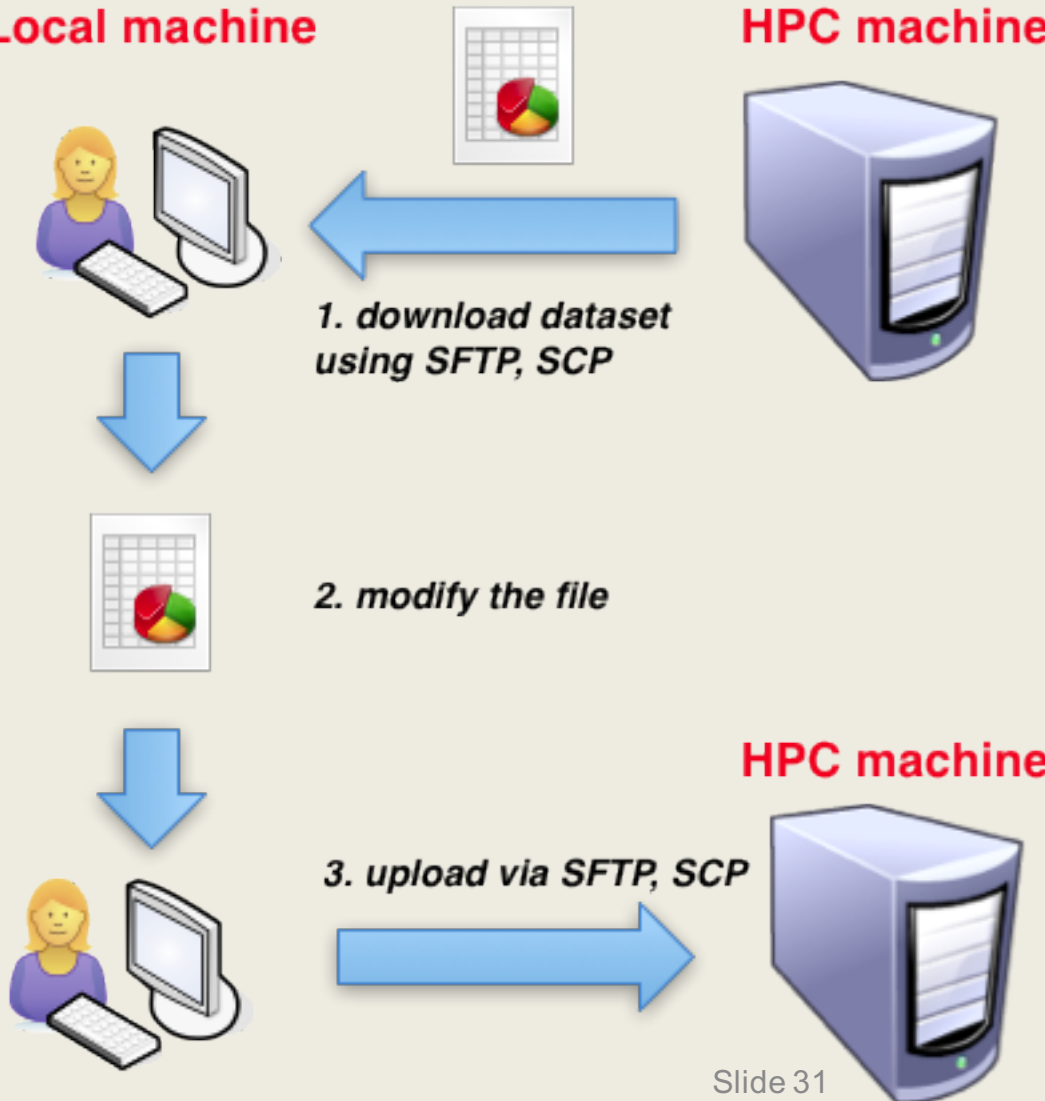 Local machine
HPC machine
1. download dataset
using SFTP, SCP
2. modify the file
HPC machine
3. upload via SFTP, SCP
Slide 31